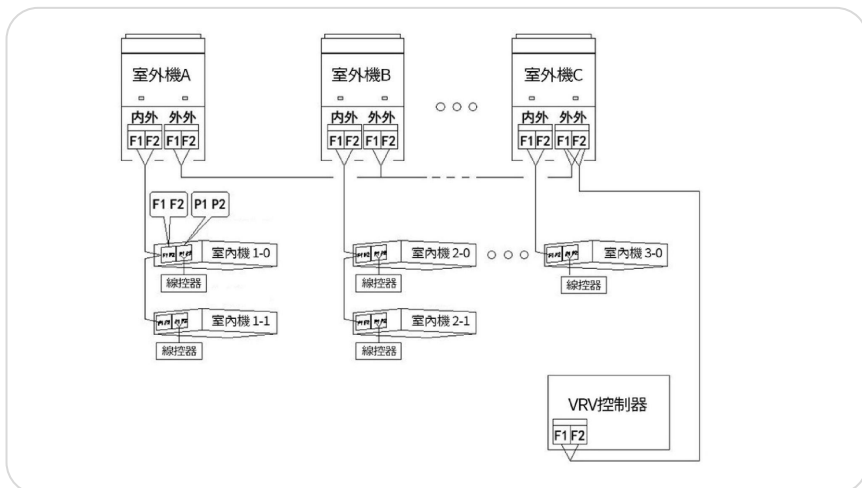 室外機A
内外 外外
F1 F2 F1 F2
室外機B
内外 外外
F1 F2 F1 F2
室外機C
内外 外外
F1 F2 F1 F2
F1 F2
P1 P2
室內機 1-0
線控器
室內機 2-0
線控器
室內機 3-0
線控器
室內機 1-1
線控器
室內機 2-1
線控器
VRV控制器
F1 F2